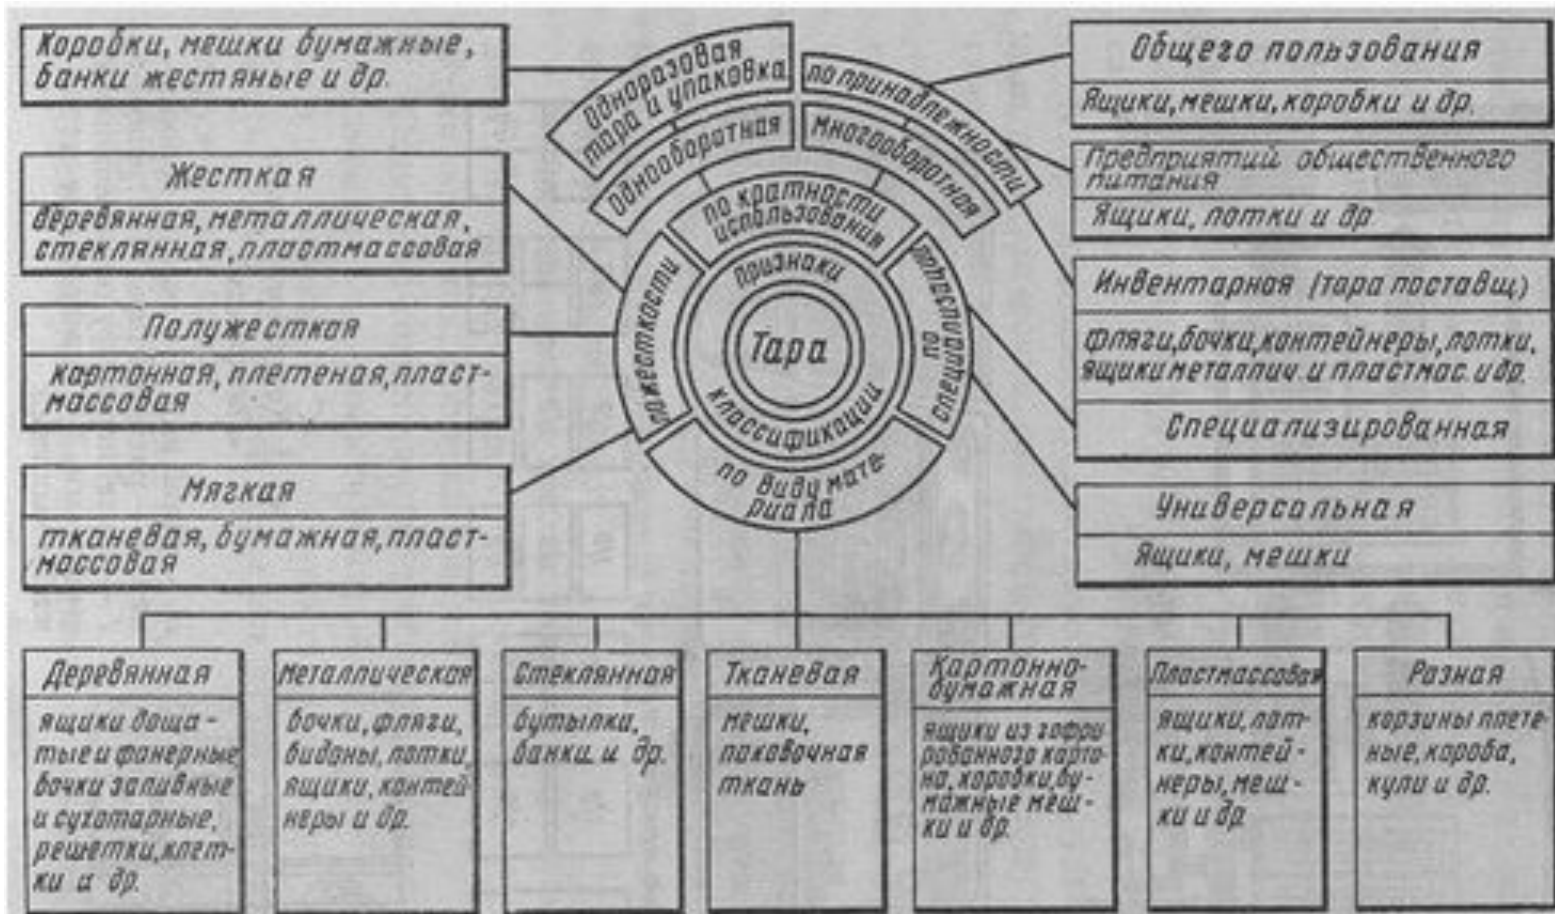 Коробки, мешки бумажные,
банки жестяные и др.
Жесткая
деревянная, металлическая,
стеклянная, пластмассовая
Полужесткая
картонная, плетеная, пласт-
массовая
Мягкая
тканевая, бумажная, пласт-
массовая
Одноразовая
тара и упаковка
Однооборотная
по принадлежности
Многооборотная
по кратности
использования
по жесткости
по
специализации
по виду мате-
риала
Признаки
классификации
Тара
Общего пользования
Ящики, мешки, коробки и др.
Предприятий общественного
питания
Ящики, лотки и др.
Инвентарная (тара поставщ.)
фляги, бочки, контейнеры, лотки,
ящики металлич. и пластмас. и др.
Специализированная
Универсальная
Ящики, мешки
Деревянная
ящики доща-
тые и фанерные,
бочки заливные
и сухотарные,
решетки, клет-
ки и др.
Металлическая
бочки, фляги,
бидоны, лотки,
ящики, контей-
неры и др.
Стеклянная
бутылки,
банки и др.
Тканевая
мешки,
паковочная
ткань
Картонно-
бумажная
ящики из гофри-
рованного карто-
на, коробки, бу-
мажные меш-
ки и др.
Пластмассовая
ящики, лот-
ки, контей-
неры, меш-
ки и др.
Разная
корзины плете-
ные, короба,
кули и др.